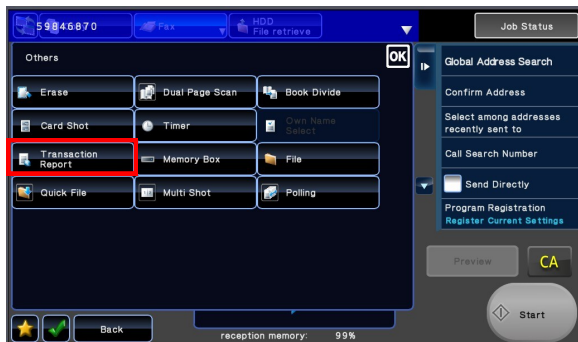 59846870
Fax
HDD
File retrieve
Job Status
Others
OK
Erase
Dual Page Scan
Book Divide
Card Shot
Timer
Own Name
Select
Transaction
Report
Memory Box
File
Quick File
Multi Shot
Polling
Global Address Search
Confirm Address
Select among addresses
recently sent to
Call Search Number
Send Directly
Program Registration
Register Current Settings
Preview
CA
Start
Back
reception memory: 99%